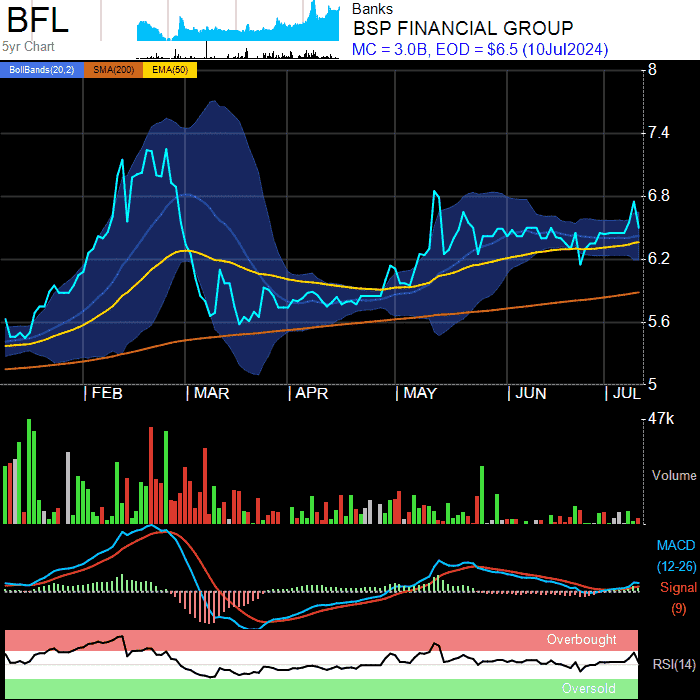 BFL
5yr Chart
Banks
BSP FINANCIAL GROUP
MC = 3.0B, EOD = $6.5 (10Jul2024)
BollBands(20,2) SMA(200) EMA(50)
8
7.4
6.8
6.2
5.6
5
| FEB | MAR | APR | MAY | JUN | JUL
47k
Volume
MACD
(12-26)
Signal
(9)
Overbought
RSI(14)
Oversold